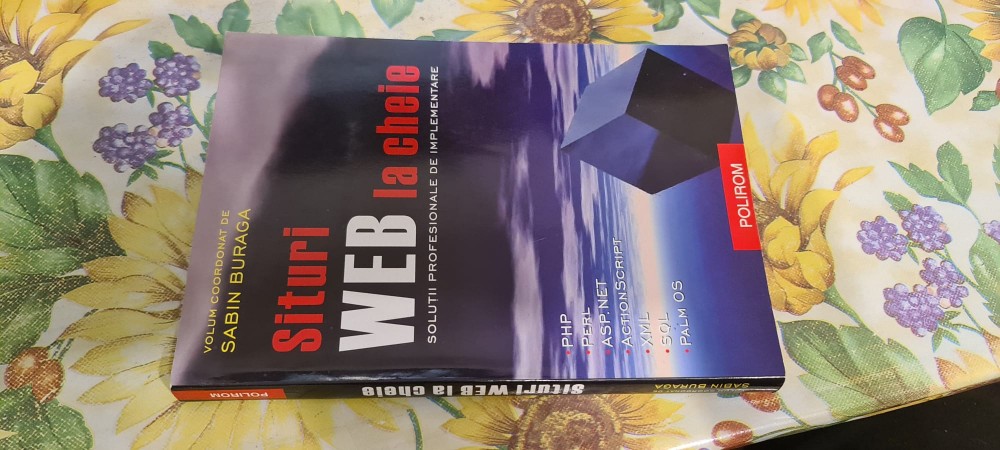 VOLUM COORDONAT DE
SABIN BURAGA
Situri
WEB la cheie
SOLUȚII PROFESIONALE DE IMPLEMENTARE
• PHP
• PERL
• ASP.NET
• ACTIONSCRIPT
• XML
• SQL
• PALM OS
POLIROM
POLIROM
Situri WEB la cheie
SABIN BURAGA